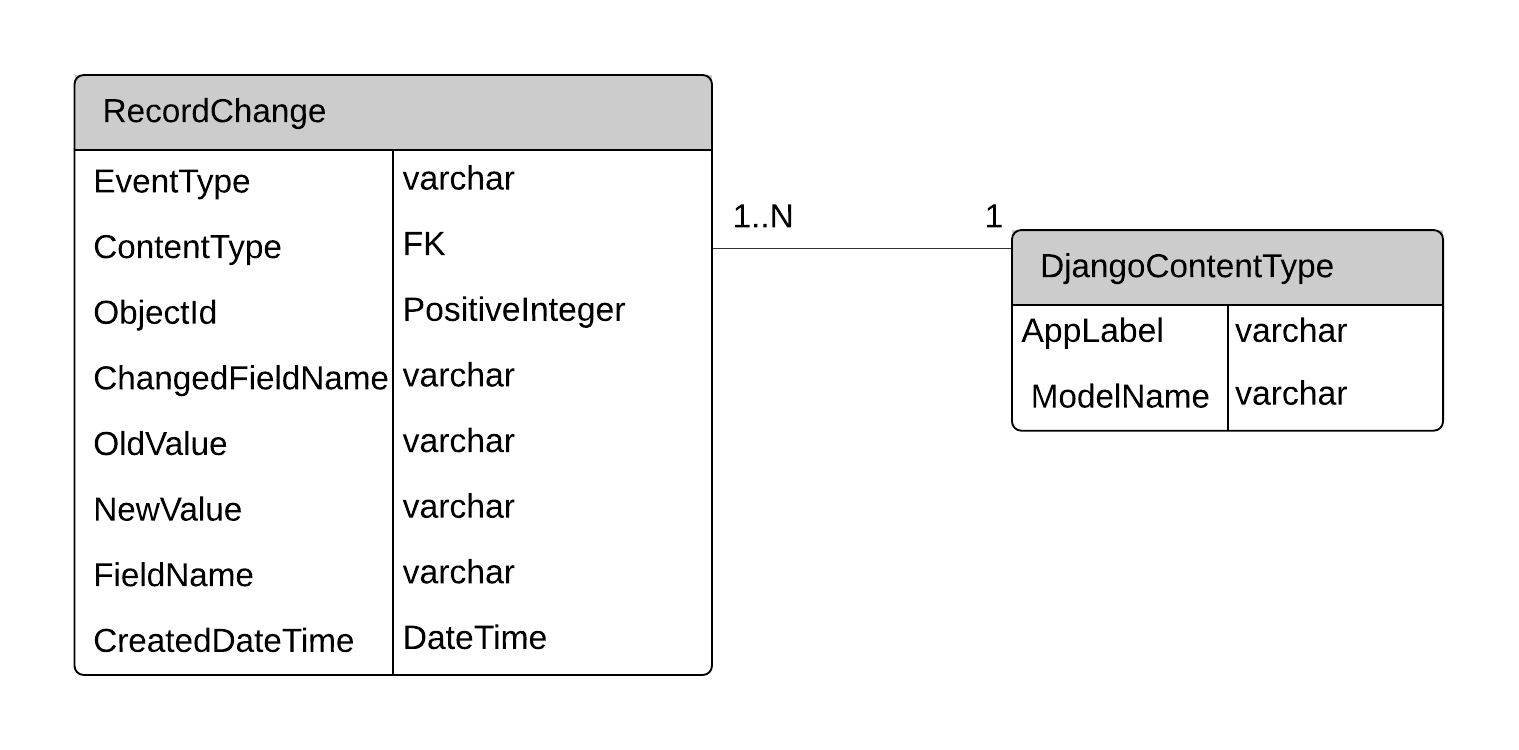 RecordChange
EventType varchar
ContentType FK
ObjectId PositiveInteger
ChangedFieldName varchar
OldValue varchar
NewValue varchar
FieldName varchar
CreatedDateTime DateTime
1..N 1
DjangoContentType
AppLabel varchar
ModelName varchar